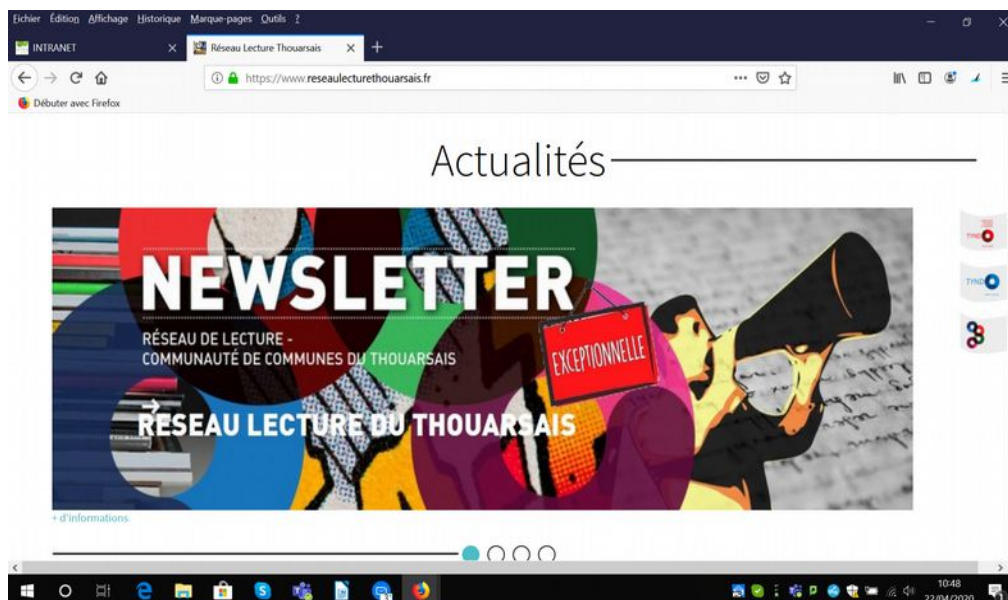 Fichier Édition Affichage Historique Marque-pages Outils ?
INTRANET
Réseau Lecture Thouarsais
https://www.reseaulecturethouarsais.fr
Débuter avec Firefox
Actualités
NEWSLETTER
RÉSEAU DE LECTURE -
COMMUNAUTÉ DE COMMUNES DU THOUARSAIS
EXCEPTIONNELLE
RESEAU LECTURE DU THOUARSAIS
TYNDO
TYNDO
+ d'informations
10:48
22/04/2020